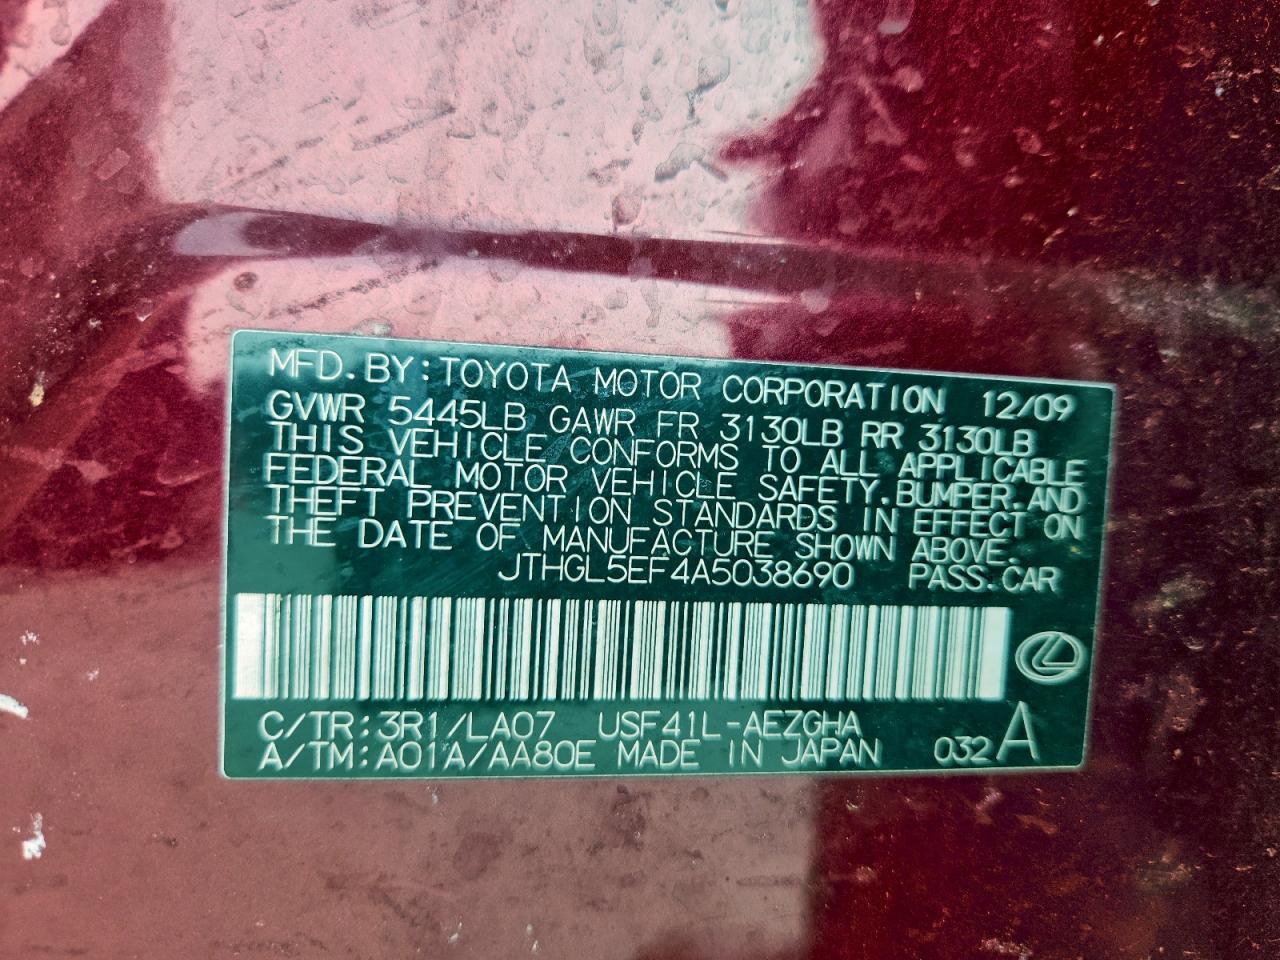 MFD.BY:TOYOTA MOTOR CORPORATION 12/09
GVWR 5445LB GAWR FR 3130LB RR 3130LB
THIS VEHICLE CONFORMS TO ALL APPLICABLE
FEDERAL MOTOR VEHICLE SAFETY,BUMPER,AND
THEFT PREVENTION STANDARDS IN EFFECT ON
THE DATE OF MANUFACTURE SHOWN ABOVE.
JTHGL5EF4A5038690 PASS.CAR
C/TR:3R1/LA07 USF41L-AEZGHA
A/TM:A01A/AA80E MADE IN JAPAN 032 A